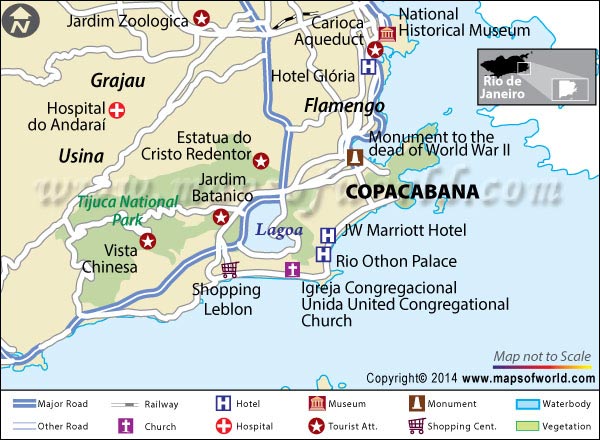 N
Jardim Zoologica
Carioca
Aqueduct
National
Historical Museum
Hotel Glória
Grajau
Flamengo
Rio de
Janeiro
Hospital
do Andaraí
Usina
Estatua do
Cristo Redentor
Monument to the
dead of World War II
Jardim
Batanico
COPACABANA
www.mapsofworld.com
Tijuca National
Park
Lagoa
JW Marriott Hotel
Vista
Chinesa
Rio Othon Palace
Shopping
Leblon
Igreja Congregacional
Unida United Congregational
Church
Map not to Scale
Copyright© 2014 www.mapsofworld.com
Major Road
Railway
H Hotel
Museum
Monument
Waterbody
Other Road
Church
Hospital
Tourist Att.
Shopping Cent.
Vegetation